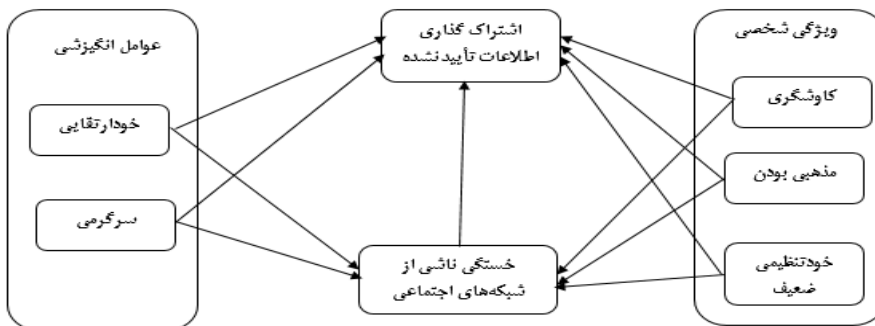 ویژگی شخصی
کاوشگری
مذهبی بودن
خودتنظیمی
ضعیف
اشتراک گذاری
اطلاعات تأییدنشده
خستگی ناشی از
شبکه‌های اجتماعی
عوامل انگیزشی
خودارتقایی
سرگرمی